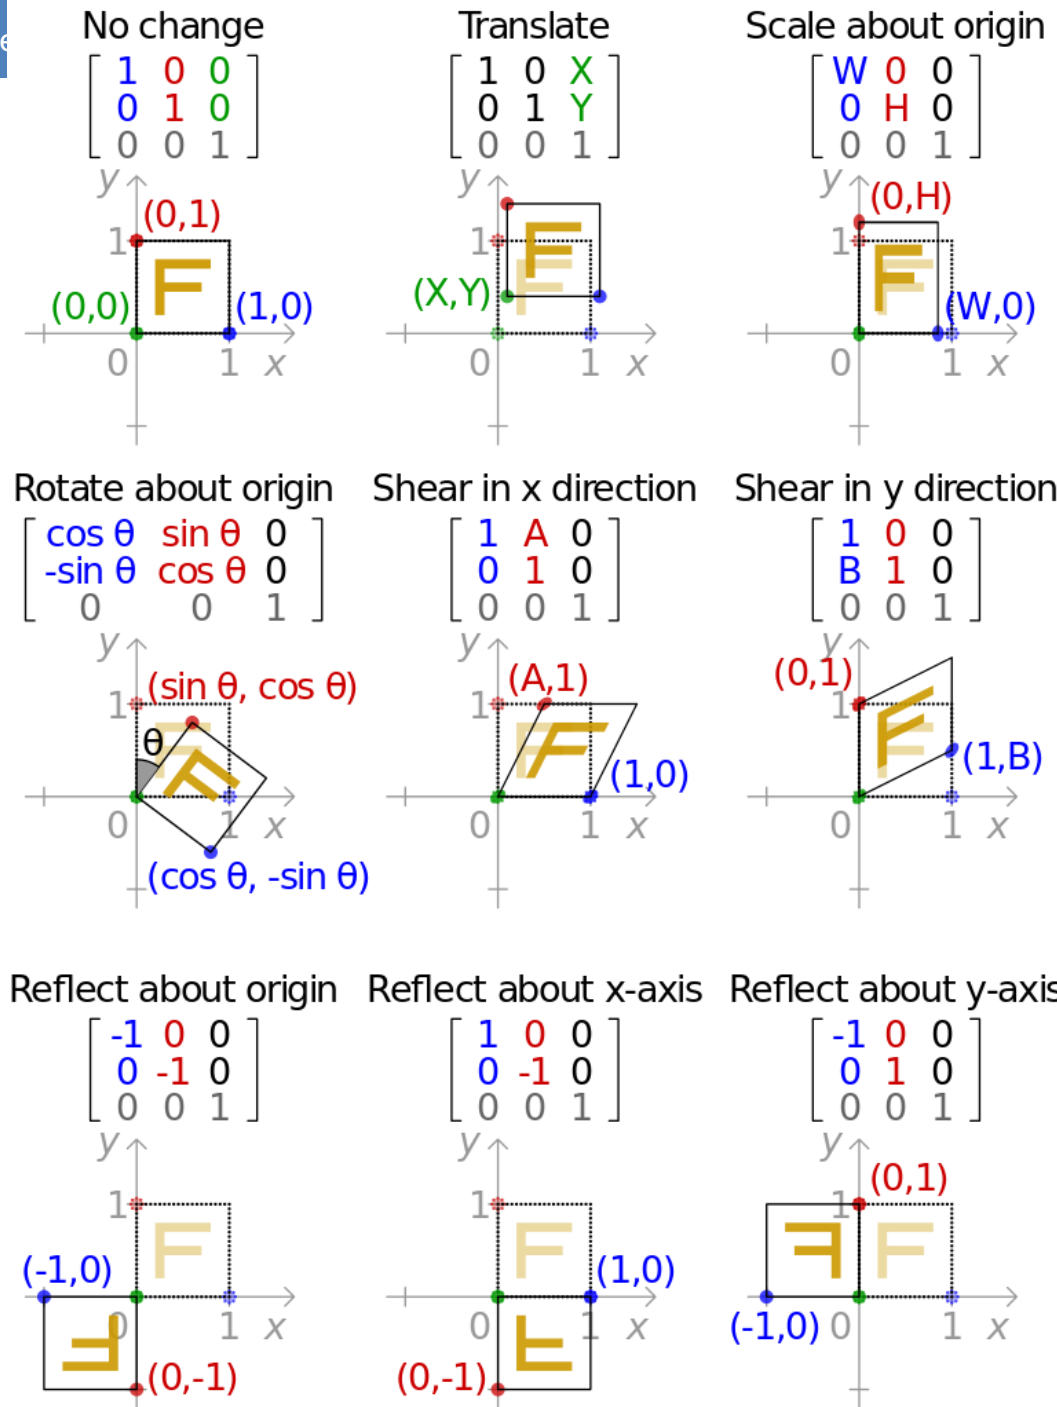 e
No change
Translate
Scale about origin
1 0 0
0 1 0
0 0 1
1 0 X
0 1 Y
0 0 1
W 0 0
0 H 0
0 0 1
y
(0,1)
1
F
(0,0)
(1,0)
0
1
x
y
1
F
F
(X,Y)
0
1
x
y
(0,H)
1
F
F
(W,0)
0
1
x
Rotate about origin
Shear in x direction
Shear in y direction
cos θ sin θ 0
-sin θ cos θ 0
0 0 1
1 A 0
0 1 0
0 0 1
1 0 0
B 1 0
0 0 1
y
(sin θ, cos θ)
1
θ
F
F
0
1
x
(cos θ, -sin θ)
y
(A,1)
1
F
F
(1,0)
0
1
x
y
(0,1)
1
F
F
(1,B)
0
1
x
Reflect about origin
Reflect about x-axis
Reflect about y-axis
-1 0 0
0 -1 0
0 0 1
1 0 0
0 -1 0
0 0 1
-1 0 0
0 1 0
0 0 1
y
1
F
(-1,0)
0
1
x
F
(0,-1)
y
1
F
(1,0)
0
1
x
F
(0,-1)
y
(0,1)
1
F
F
(-1,0)
0
1
x